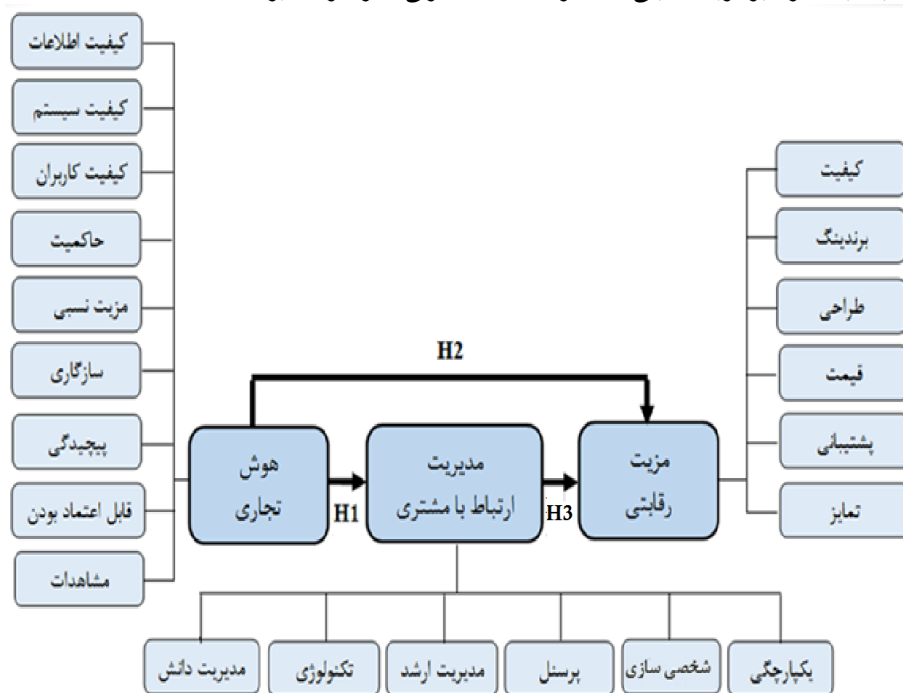 کیفیت اطلاعات
کیفیت سیستم
کیفیت کاربران
حاکمیت
مزیت نسبی
سازگاری
پیچیدگی
قابل اعتماد بودن
مشاهدات
H2
هوش
تجاری
H1
مدیریت
ارتباط با مشتری
H3
مزیت
رقابتی
کیفیت
برندینگ
طراحی
قیمت
پشتیبانی
تمایز
مدیریت دانش
تکنولوژی
مدیریت ارشد
پرسنل
شخصی سازی
یکپارچگی